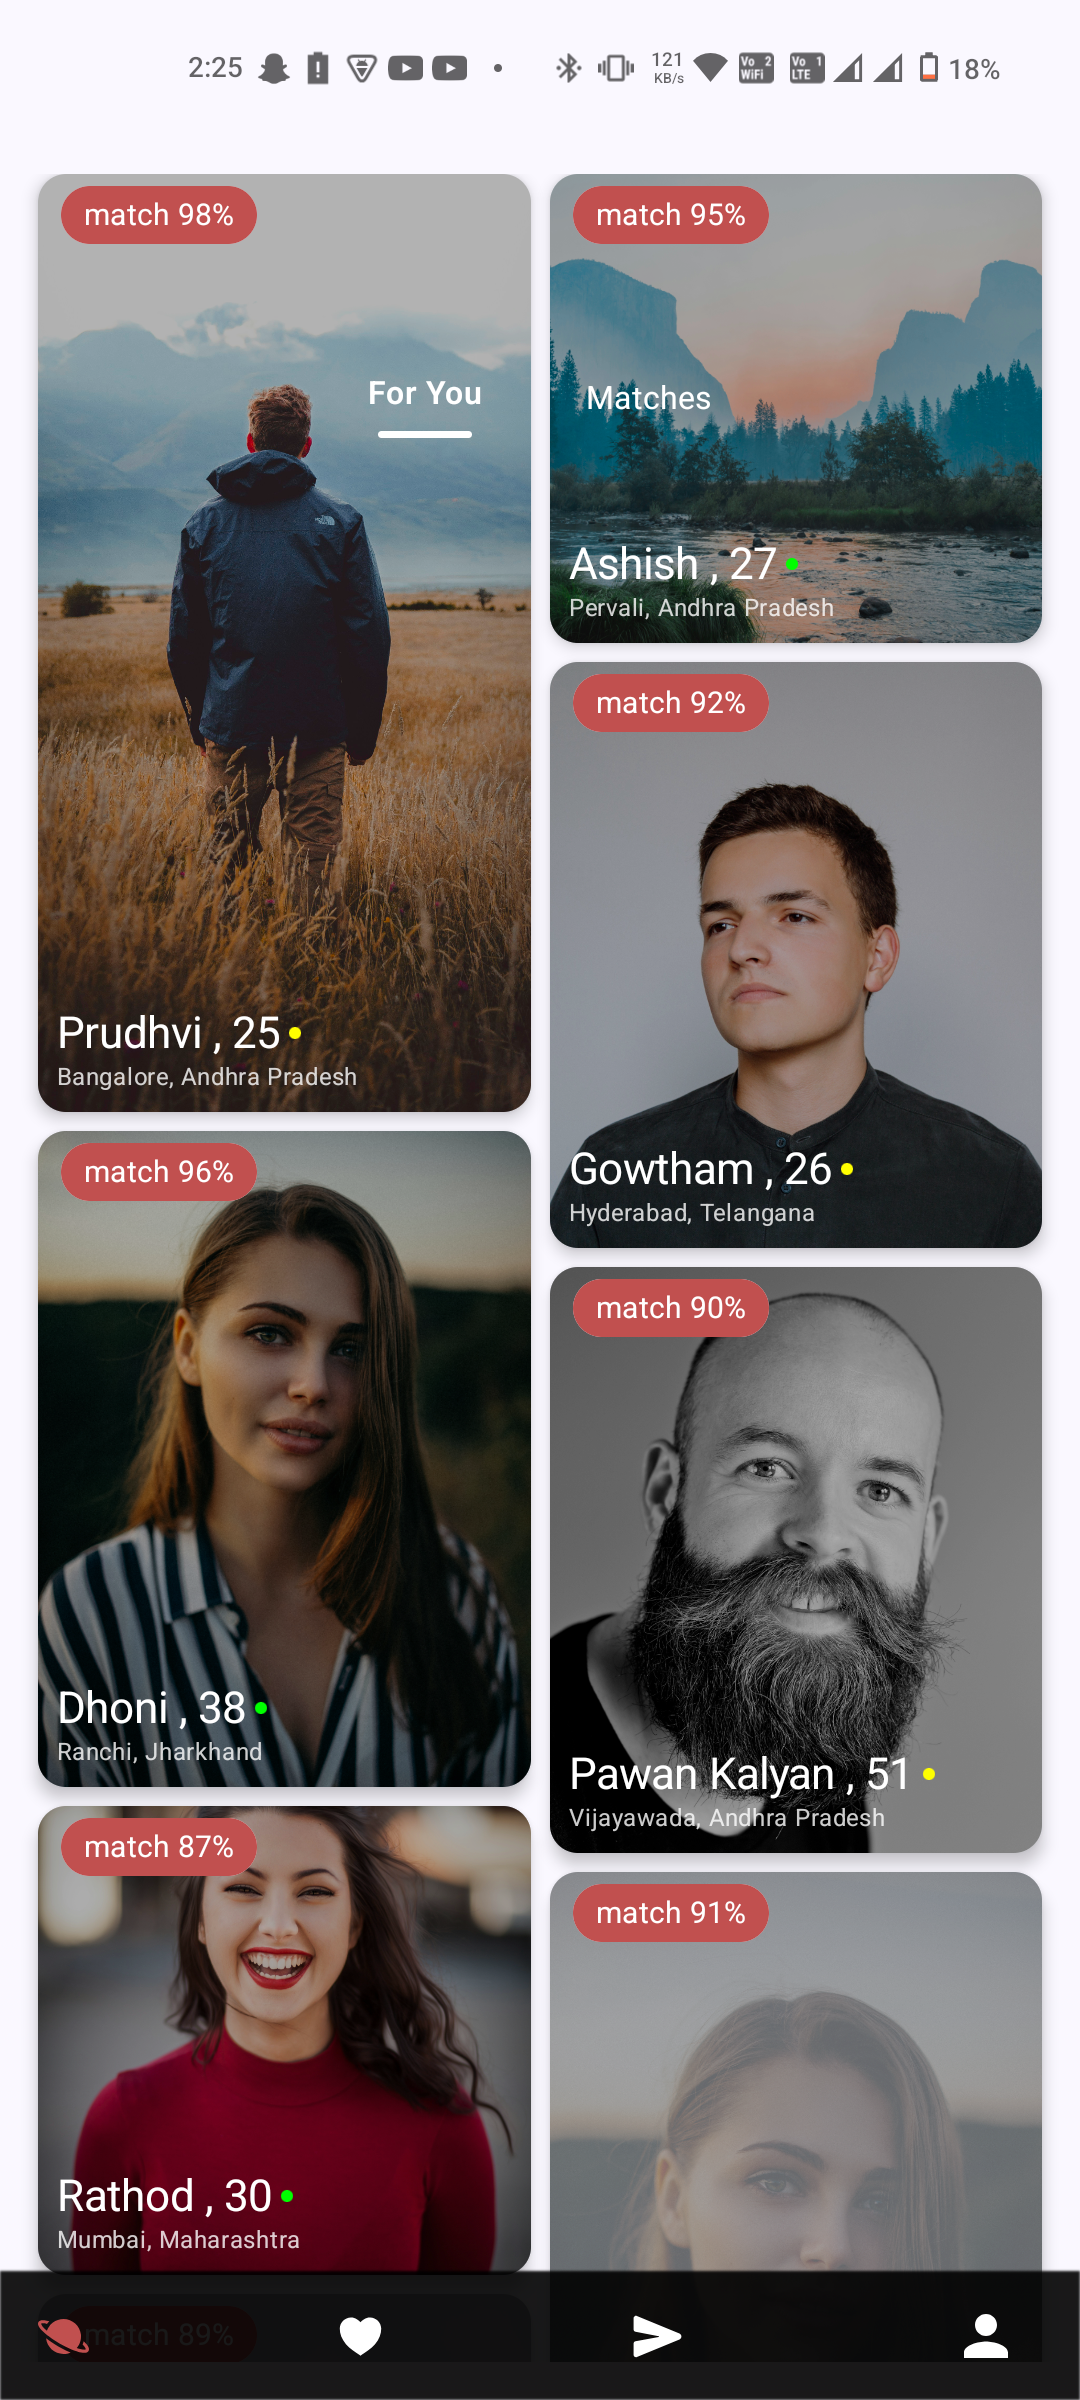 2:25
121
KB/s
Vo 2
WiFi
Vo 1
LTE
18%
match 98%
For You
Prudhvi , 25
Bangalore, Andhra Pradesh
match 95%
Matches
Ashish , 27
Pervali, Andhra Pradesh
match 92%
Gowtham , 26
Hyderabad, Telangana
match 96%
Dhoni , 38
Ranchi, Jharkhand
match 90%
Pawan Kalyan , 51
Vijayawada, Andhra Pradesh
match 87%
Rathod , 30
Mumbai, Maharashtra
match 91%
match 89%